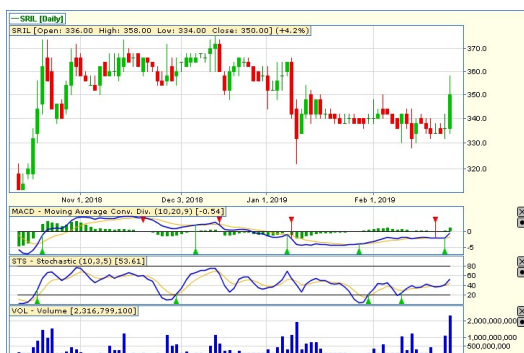 SRIL [Daily]
SRIL [Open: 336.00 High: 358.00 Low: 334.00 Close: 350.00] (+4.2%)
370.0
360.0
350.0
340.0
330.0
320.0
Nov 1, 2018 Dec 3, 2018 Jan 1, 2019 Feb 1, 2019
MACD - Moving Average Conv. Div. (10,20,9) [-0.54]
0
-5
STS - Stochastic (10,3,5) [53.61]
80
60
40
20
VOL - Volume [2,316,799,100]
2,000,000,000
1,000,000,000
500,000,000